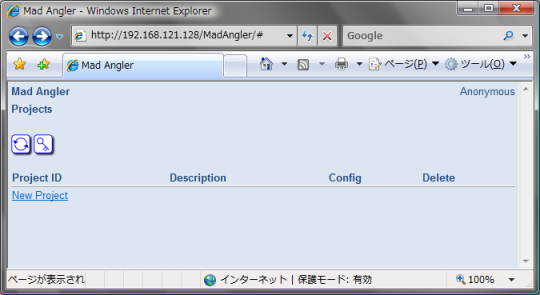 Mad Angler - Windows Internet Explorer
http://192.168.121.128/MadAngler/#
Google
Mad Angler
ページ(P)
ツール(O)
Mad Angler
Anonymous
Projects
Project ID Description Config Delete
New Project
ページが表示され
インターネット | 保護モード: 有効
100%